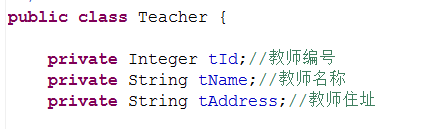 public class Teacher {
private Integer tId;//教师编号
private String tName;//教师名称
private String tAddress;//教师住址